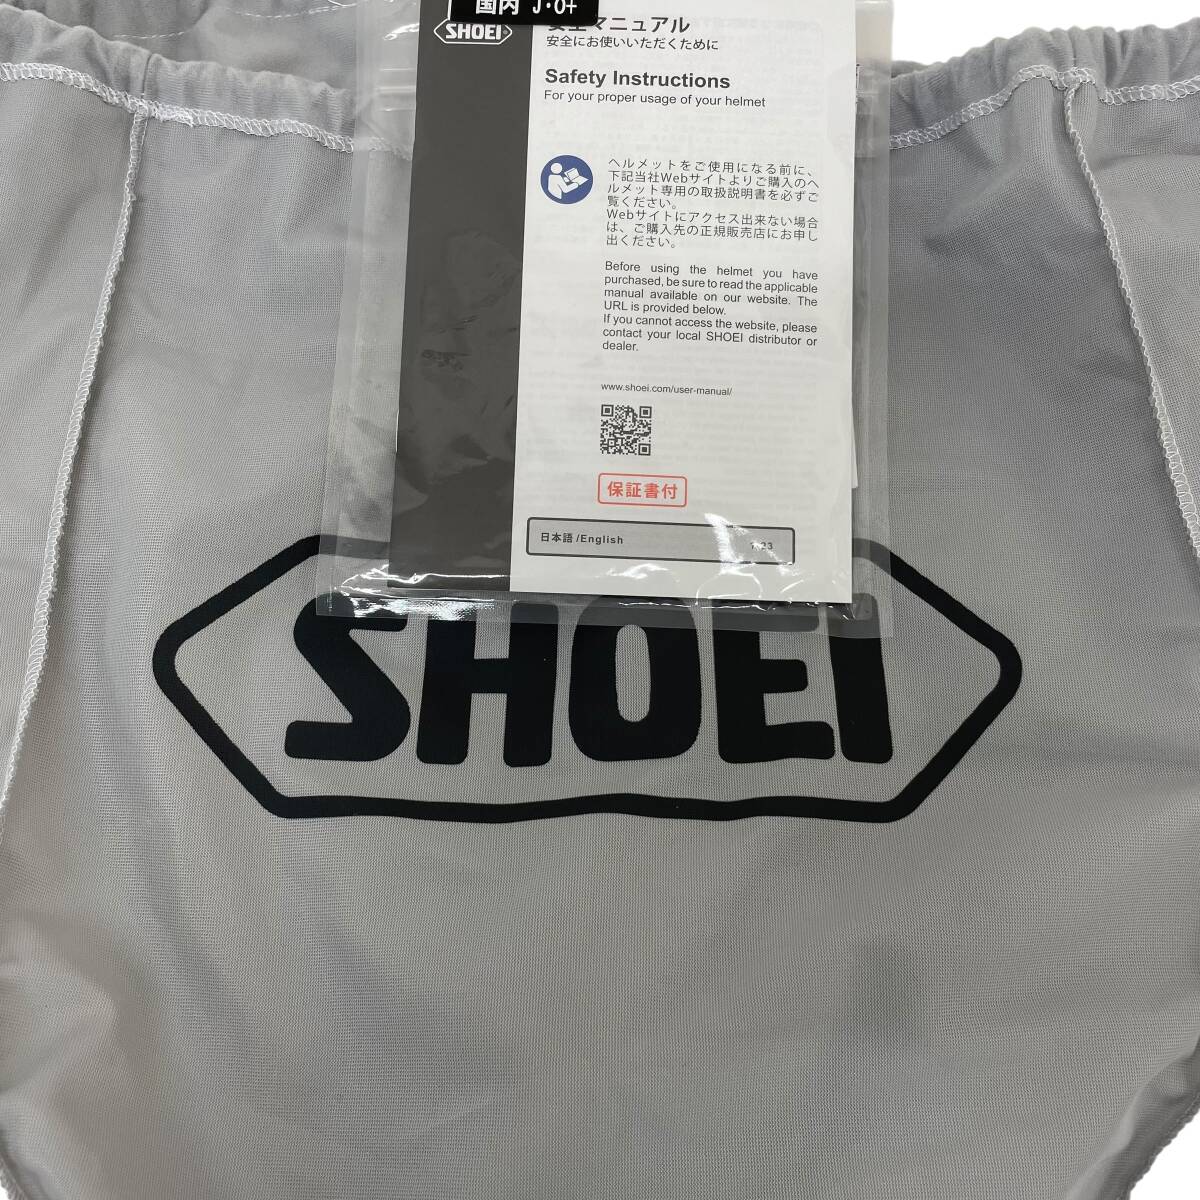 国内 J・O+
SHOEI
安全マニュアル
安全にお使いいただくために
Safety Instructions
For your proper usage of your helmet
ヘルメットをご使用になる前に、
下記当社Webサイトよりご購入のヘ
ルメット専用の取扱説明書を必ずご
覧ください。
Webサイトにアクセス出来ない場合
は、ご購入先の正規販売店にお申し
出ください。
Before using the helmet you have
purchased, be sure to read the applicable
manual available on our website. The
URL is provided below.
If you cannot access the website, please
contact your local SHOEI distributor or
dealer.
www.shoei.com/user-manual/
保証書付
日本語/English
SHOEI